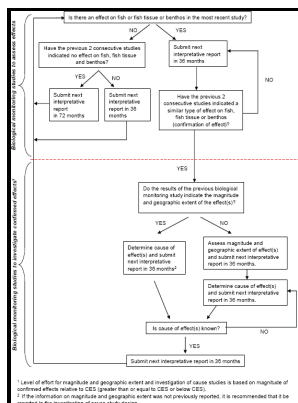 Is there an effect on fish or fish tissue or benthos in the most recent study?
NO
YES
Have the previous 2
consecutive studies
indicated no effect on
fish, fish tissue
and benthos?
Submit next
interpretative report in
36 months
NO
YES
NO
Submit next
interpretative
report
in 72 months
Submit next
interpretative
report in 36
months
Have the previous 2
consecutive studies indicated a
similar type of effect on fish,
fish tissue or benthos
(confirmation of effect)?
Biological monitoring studies to assess effects
YES
Do the results of the previous biological
monitoring study indicate the magnitude
and geographic extent of the effect(s)?
YES
NO
Determine cause of
effect(s) and submit
next interpretative
report in 36 months2
Assess magnitude and
geographic extent of effect(s)
and submit next interpretative
report in 36 months.
Determine cause of effect(s)
and submit next interpretative
report in 36 months
Is cause of effect(s) known?
NO
YES
Submit next interpretative report in 36 months
Biological monitoring studies to investigate confirmed effects1
1 Level of effort for magnitude and geographic extent and investigation of cause studies is based on magnitude of
confirmed effects relative to CES (greater than or equal to CES or below CES).
2 If the information on magnitude and geographic extent was not previously reported, it is recommended that it be